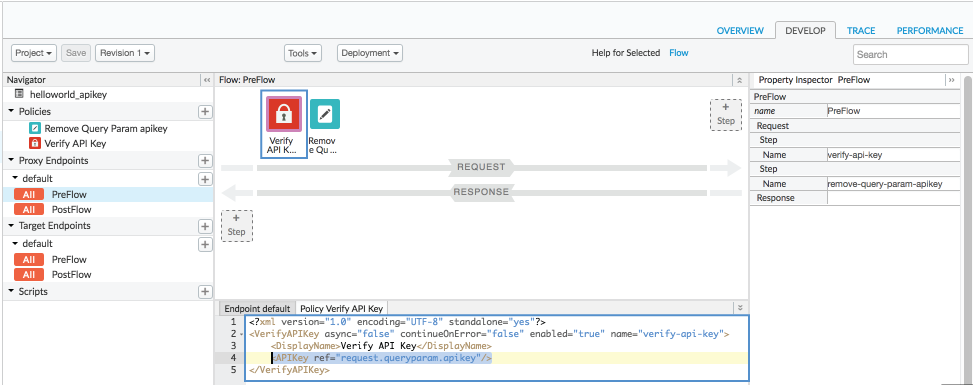 OVERVIEW DEVELOP TRACE PERFORMANCE
Project Save Revision 1 Tools Deployment Help for Selected Flow Search
Navigator
helloworld_apikey
Policies
Remove Query Param apikey
Verify API Key
Proxy Endpoints
default
All PreFlow
All PostFlow
Target Endpoints
default
All PreFlow
All PostFlow
Scripts
Flow: PreFlow
Verify Remov
API K... e Qu ...
+
Step
REQUEST
RESPONSE
+
Step
Endpoint default Policy Verify API Key
1 <?xml version="1.0" encoding="UTF-8" standalone="yes"?>
2 <VerifyAPIKey async="false" continueOnError="false" enabled="true" name="verify-api-key">
3 <DisplayName>Verify API Key</DisplayName>
4 <APIKey ref="request.queryparam.apikey"/>
5 </VerifyAPIKey>
Property Inspector PreFlow
PreFlow
name PreFlow
Request
Step
Name verify-api-key
Step
Name remove-query-param-apikey
Response